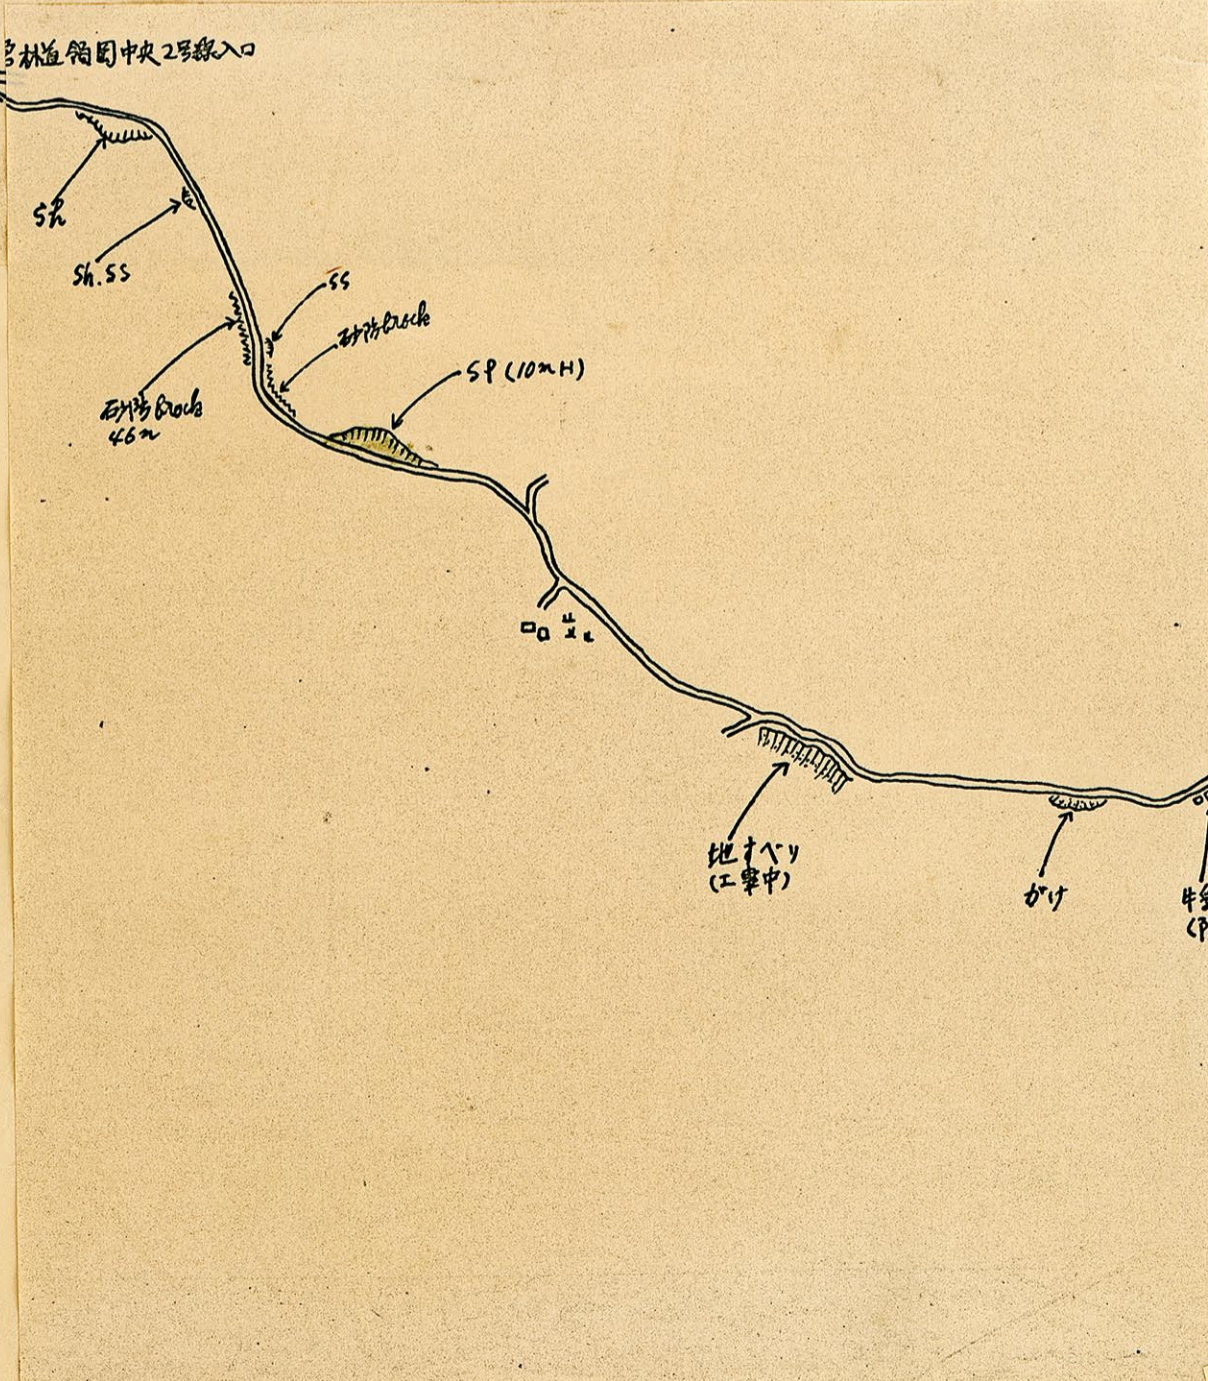 林道領岡中央2号線入口
Sh
Sh.SS
SS
砂防block
SP(10mH)
砂防block
46m
地すべり
(工事中)
がけ